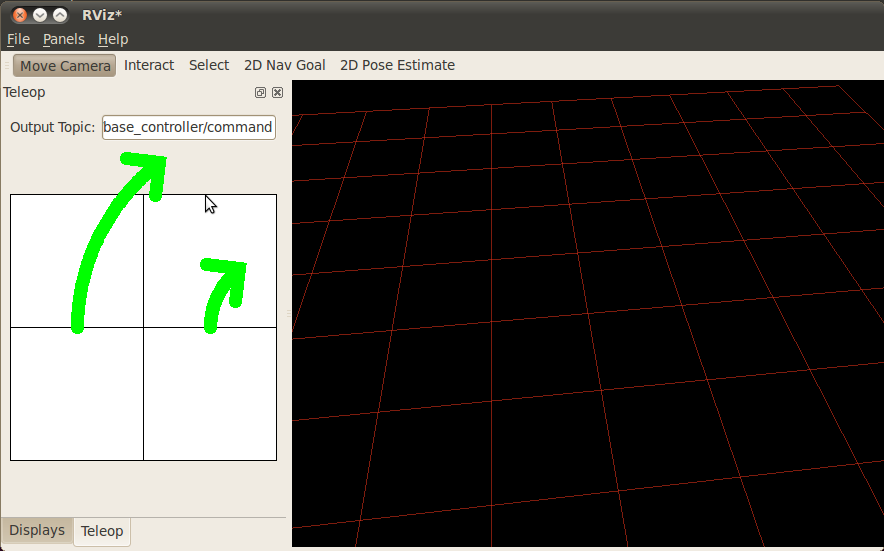 RViz*
File Panels Help
Move Camera Interact Select 2D Nav Goal 2D Pose Estimate
Teleop
Output Topic: base_controller/command
Displays Teleop